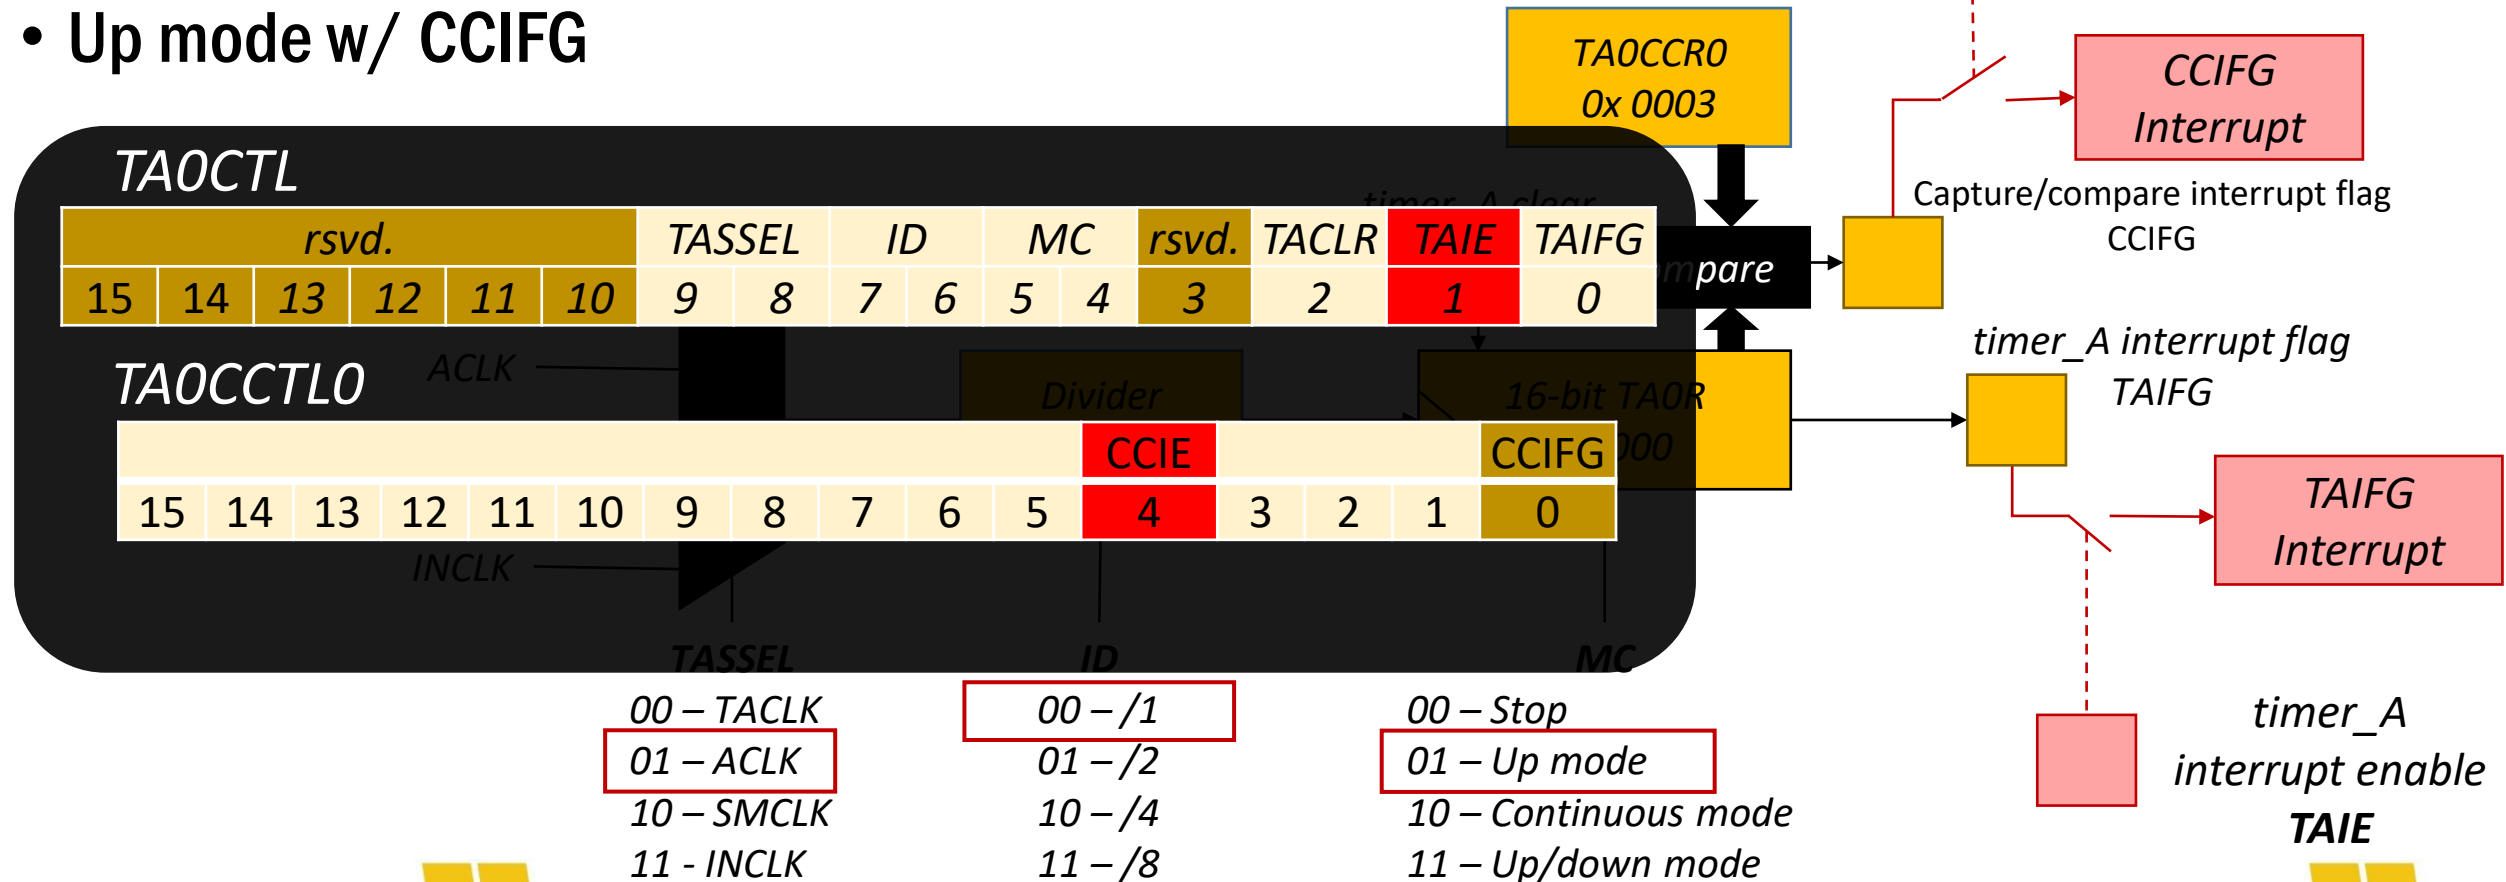 • Up mode w/ CCIFG
TA0CCR0
0x 0003
CCIFG
Interrupt
Capture/compare interrupt flag
CCIFG
TA0CTL
timer_A clear
rsvd. TASSEL ID MC rsvd. TACLR TAIE TAIFG
15 14 13 12 11 10 9 8 7 6 5 4 3 2 1 0
mpare
timer_A interrupt flag
TAIFG
TA0CCTL0
ACLK
Divider
16-bit TA0R
000
CCIE CCIFG
15 14 13 12 11 10 9 8 7 6 5 4 3 2 1 0
INCLK
TAIFG
Interrupt
TASSEL ID MC
00 – TACLK 00 – /1 00 – Stop
01 – ACLK 01 – /2 01 – Up mode
10 – SMCLK 10 – /4 10 – Continuous mode
11 - INCLK 11 – /8 11 – Up/down mode
timer_A
interrupt enable
TAIE